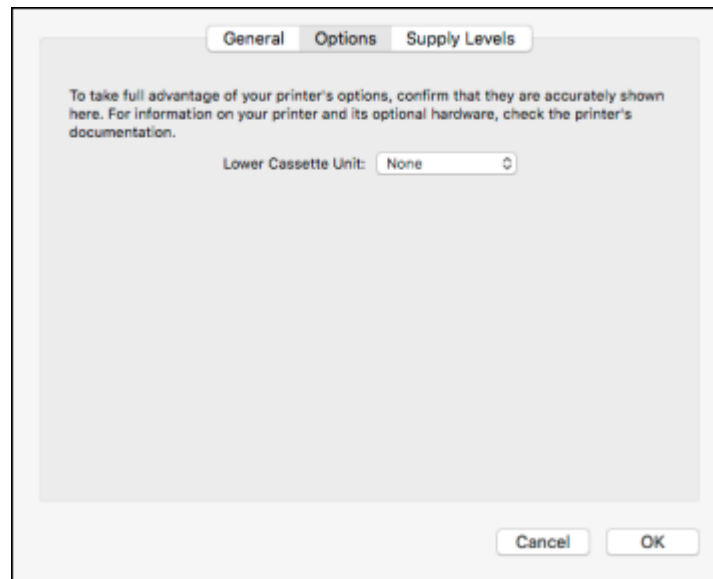 General Options Supply Levels
To take full advantage of your printer's options, confirm that they are accurately shown
here. For information on your printer and its optional hardware, check the printer's
documentation.
Lower Cassette Unit: None
Cancel OK